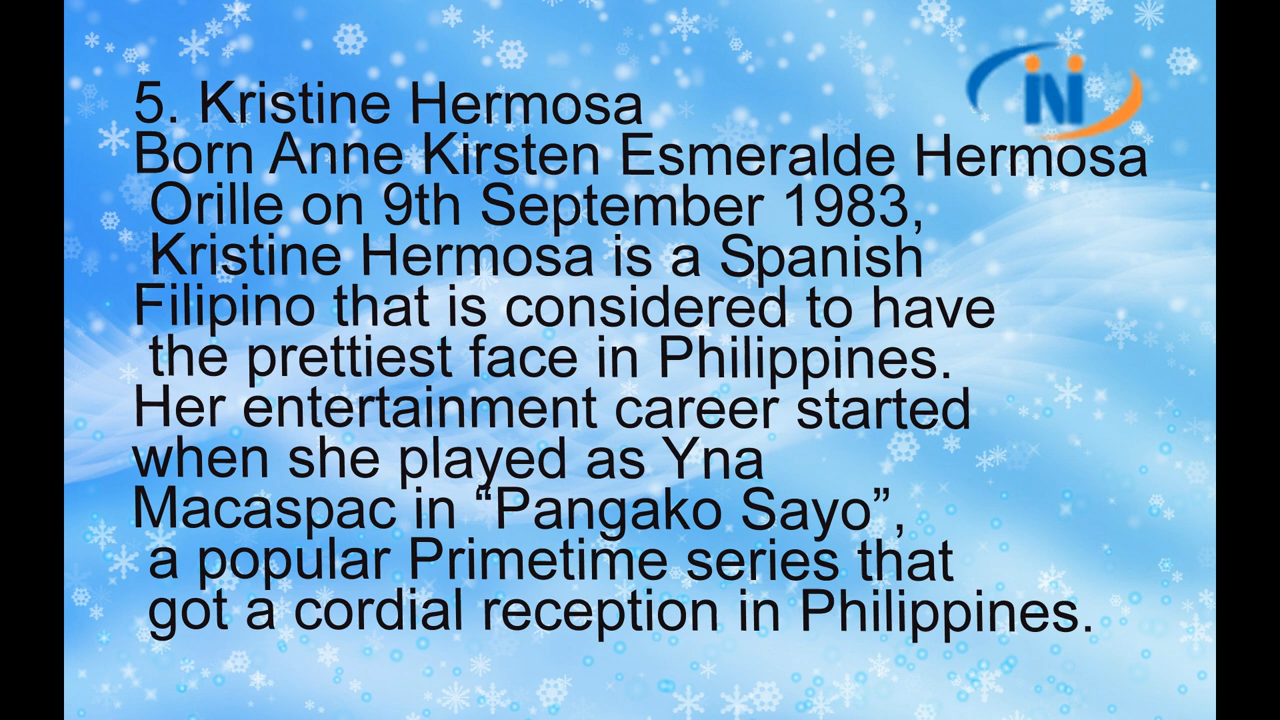 iNi
5. Kristine Hermosa
Born Anne Kirsten Esmeralde Hermosa
Orille on 9th September 1983,
Kristine Hermosa is a Spanish
Filipino that is considered to have
the prettiest face in Philippines.
Her entertainment career started
when she played as Yna
Macaspac in “Pangako Sayo”,
a popular Primetime series that
got a cordial reception in Philippines.